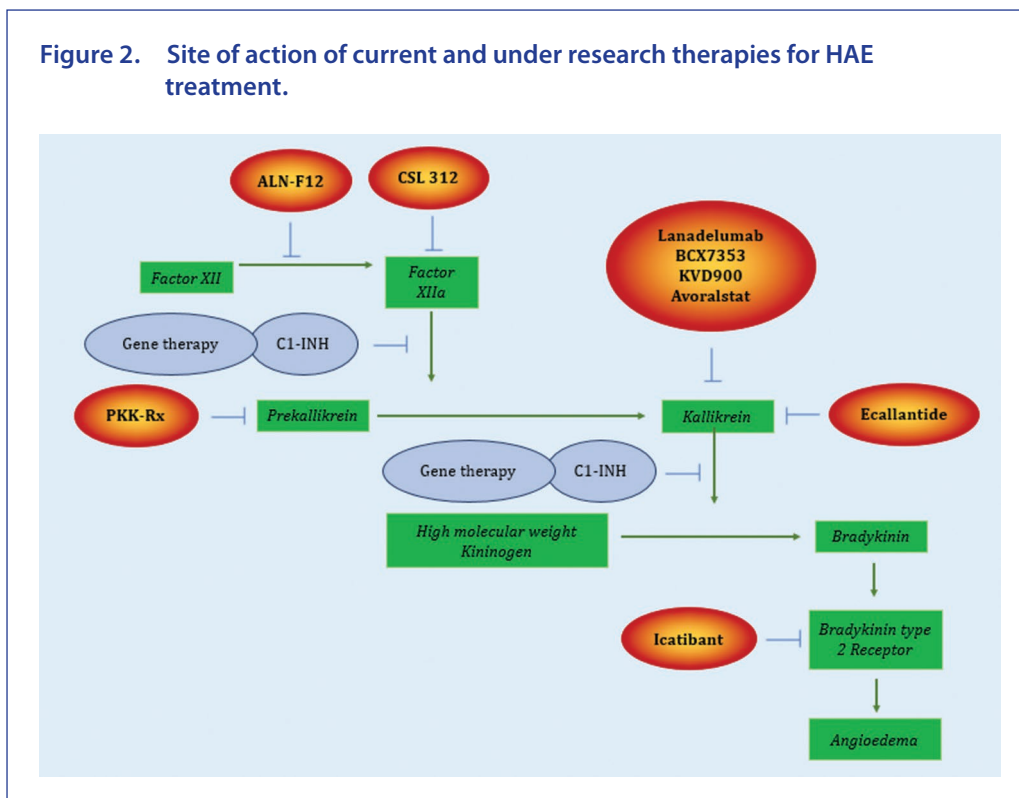 Figure 2. Site of action of current and under research therapies for HAE
treatment.
ALN-F12
CSL 312
Lanadelumab
BCX7353
KVD900
Avoralstat
Factor XII
Factor
XIIa
Gene therapy
C1-INH
PKK-Rx
Prekallikrein
Kallikrein
Ecallantide
Gene therapy
C1-INH
High molecular weight
Kininogen
Bradykinin
Icatibant
Bradykinin type
2 Receptor
Angioedema